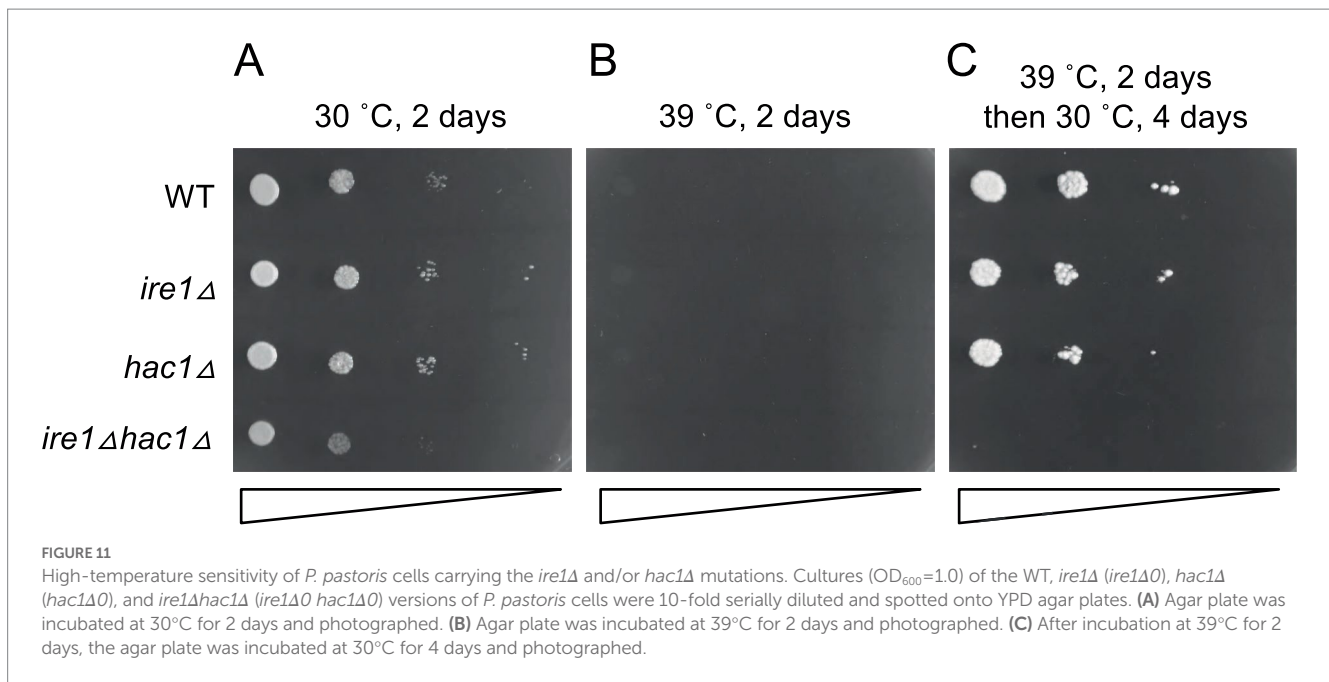 A
B
C
30 ˚C, 2 days
39 ˚C, 2 days
39 ˚C, 2 days
then 30 ˚C, 4 days
WT
ire1Δ
hac1Δ
ire1Δhac1Δ
FIGURE 11
High-temperature sensitivity of P. pastoris cells carrying the ire1Δ and/or hac1Δ mutations. Cultures (OD₆₀₀=1.0) of the WT, ire1Δ (ire1Δ0), hac1Δ
(hac1Δ0), and ire1Δhac1Δ (ire1Δ0 hac1Δ0) versions of P. pastoris cells were 10-fold serially diluted and spotted onto YPD agar plates. (A) Agar plate was
incubated at 30°C for 2 days and photographed. (B) Agar plate was incubated at 39°C for 2 days and photographed. (C) After incubation at 39°C for 2
days, the agar plate was incubated at 30°C for 4 days and photographed.